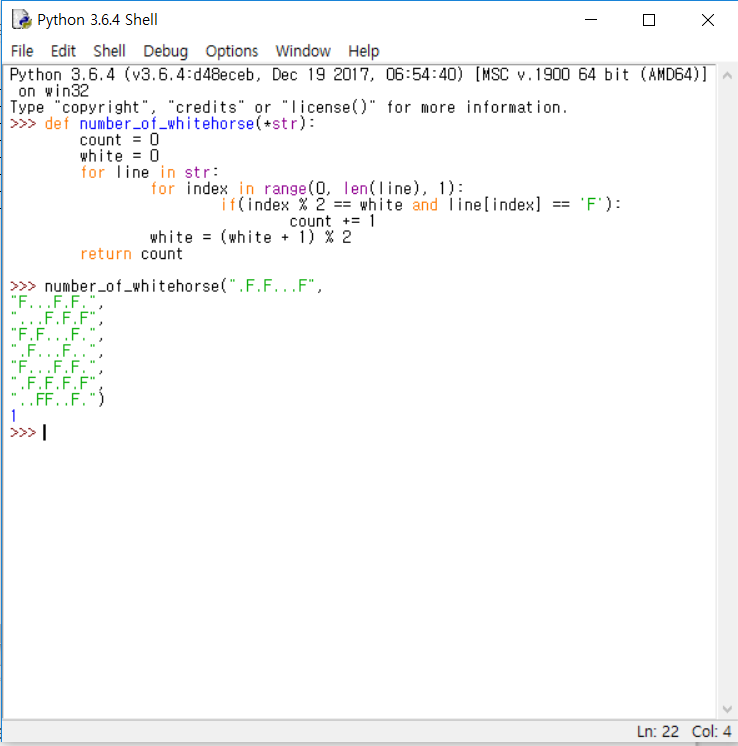 Python 3.6.4 Shell
File Edit Shell Debug Options Window Help
Python 3.6.4 (v3.6.4:d48eceb, Dec 19 2017, 06:54:40) [MSC v.1900 64 bit (AMD64)]
 on win32
Type "copyright", "credits" or "license()" for more information.
>>> def number_of_whitehorse(*str):
        count = 0
        white = 0
        for line in str:
                for index in range(0, len(line), 1):
                        if(index % 2 == white and line[index] == 'F'):
                                count += 1
                white = (white + 1) % 2
        return count
>>> number_of_whitehorse(".F.F...F",
"F...F.F.",
"...F.F.F",
"F.F...F.",
".F...F..",
"F...F.F.",
".F.F.F.F",
"..FF..F.")
1
>>>
Ln: 22 Col: 4